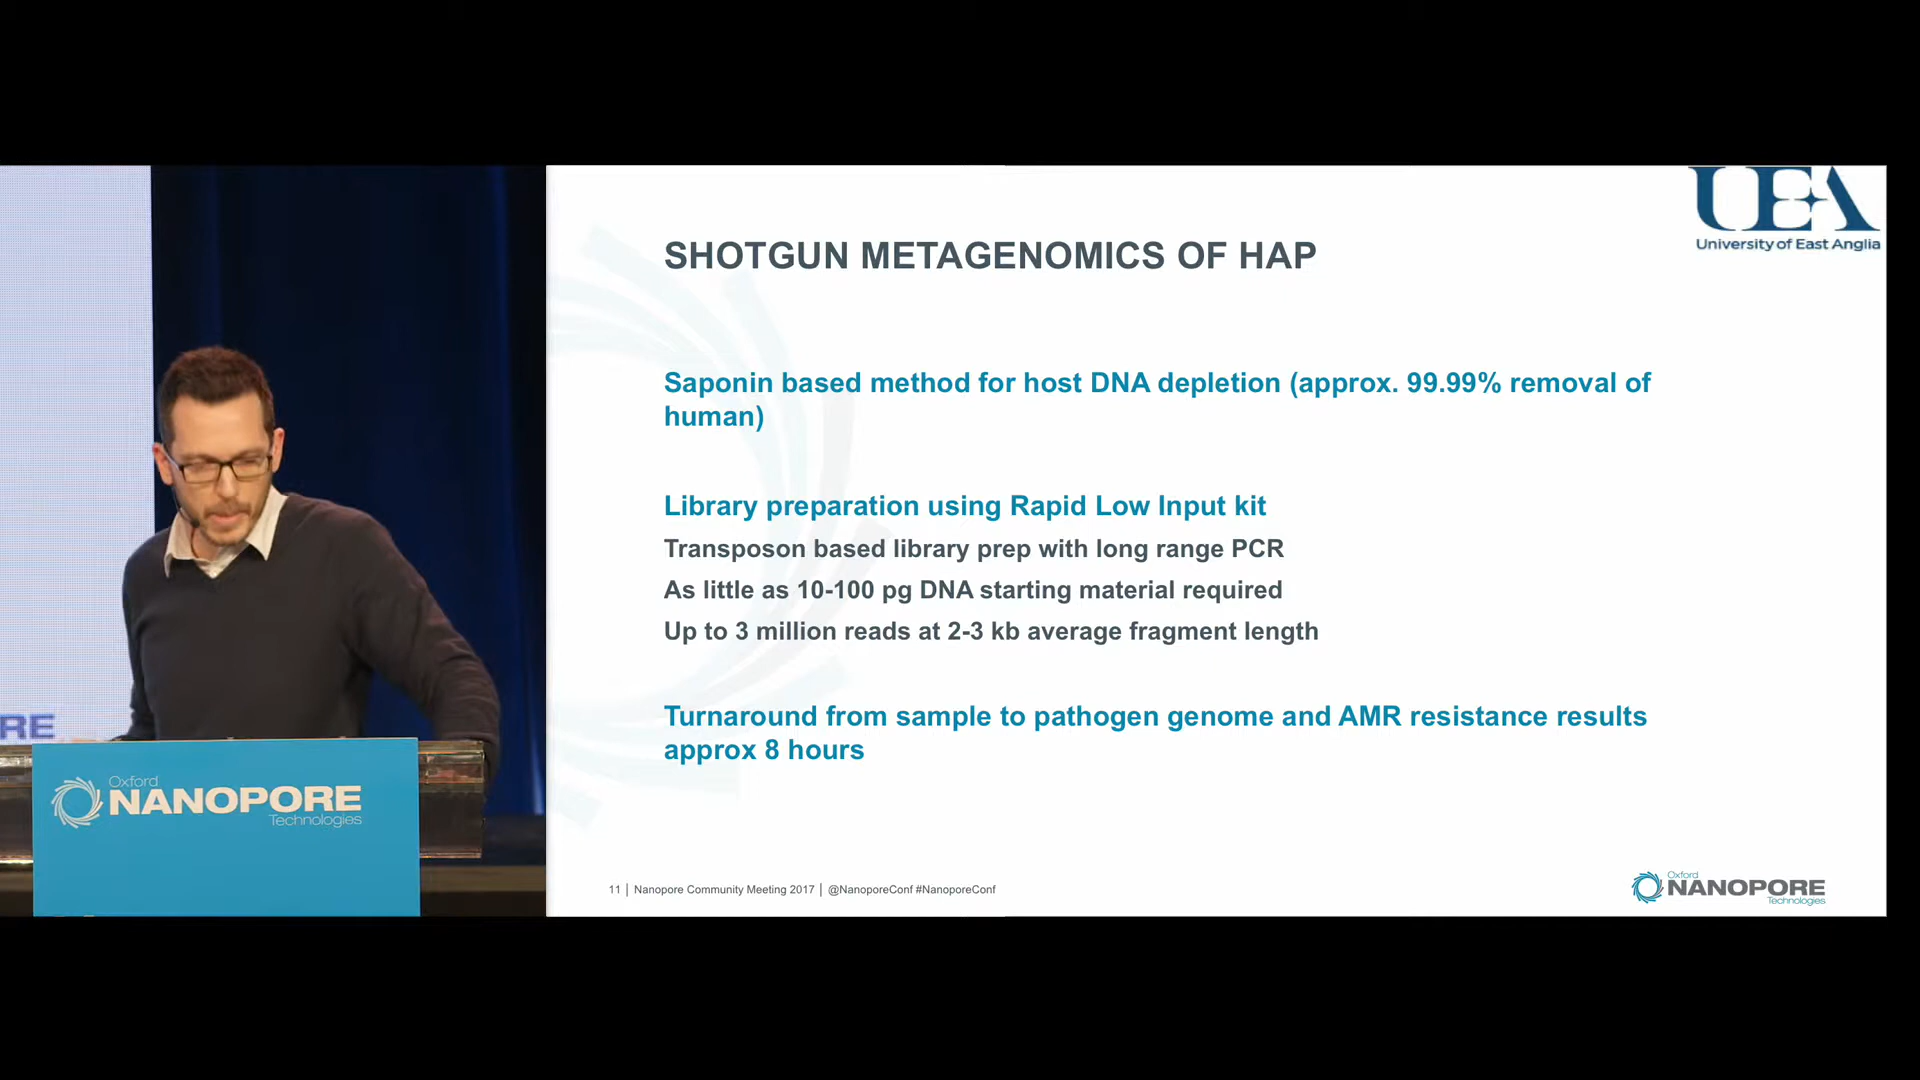 UEA
University of East Anglia
SHOTGUN METAGENOMICS OF HAP
Saponin based method for host DNA depletion (approx. 99.99% removal of
human)
Library preparation using Rapid Low Input kit
Transposon based library prep with long range PCR
As little as 10-100 pg DNA starting material required
Up to 3 million reads at 2-3 kb average fragment length
Turnaround from sample to pathogen genome and AMR resistance results
approx 8 hours
11 | Nanopore Community Meeting 2017 | @NanoporeConf #NanoporeConf
Oxford
NANOPORE
Technologies
RE
Oxford
NANOPORE
Technologies